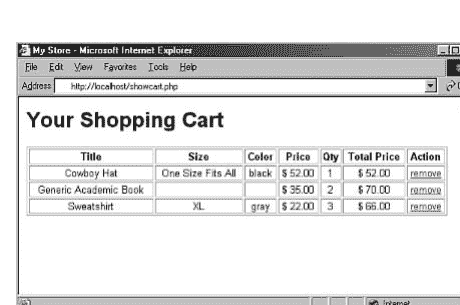 My Store - Microsoft Internet Explorer
File Edit View Favorites Tools Help
Address http://localhost/showcart.php
Your Shopping Cart
Title Size Color Price Qty Total Price Action
Cowboy Hat One Size Fits All black $ 52.00 1 $ 52.00 remove
Generic Academic Book $ 35.00 2 $ 70.00 remove
Sweatshirt XL gray $ 22.00 3 $ 66.00 remove
Internet